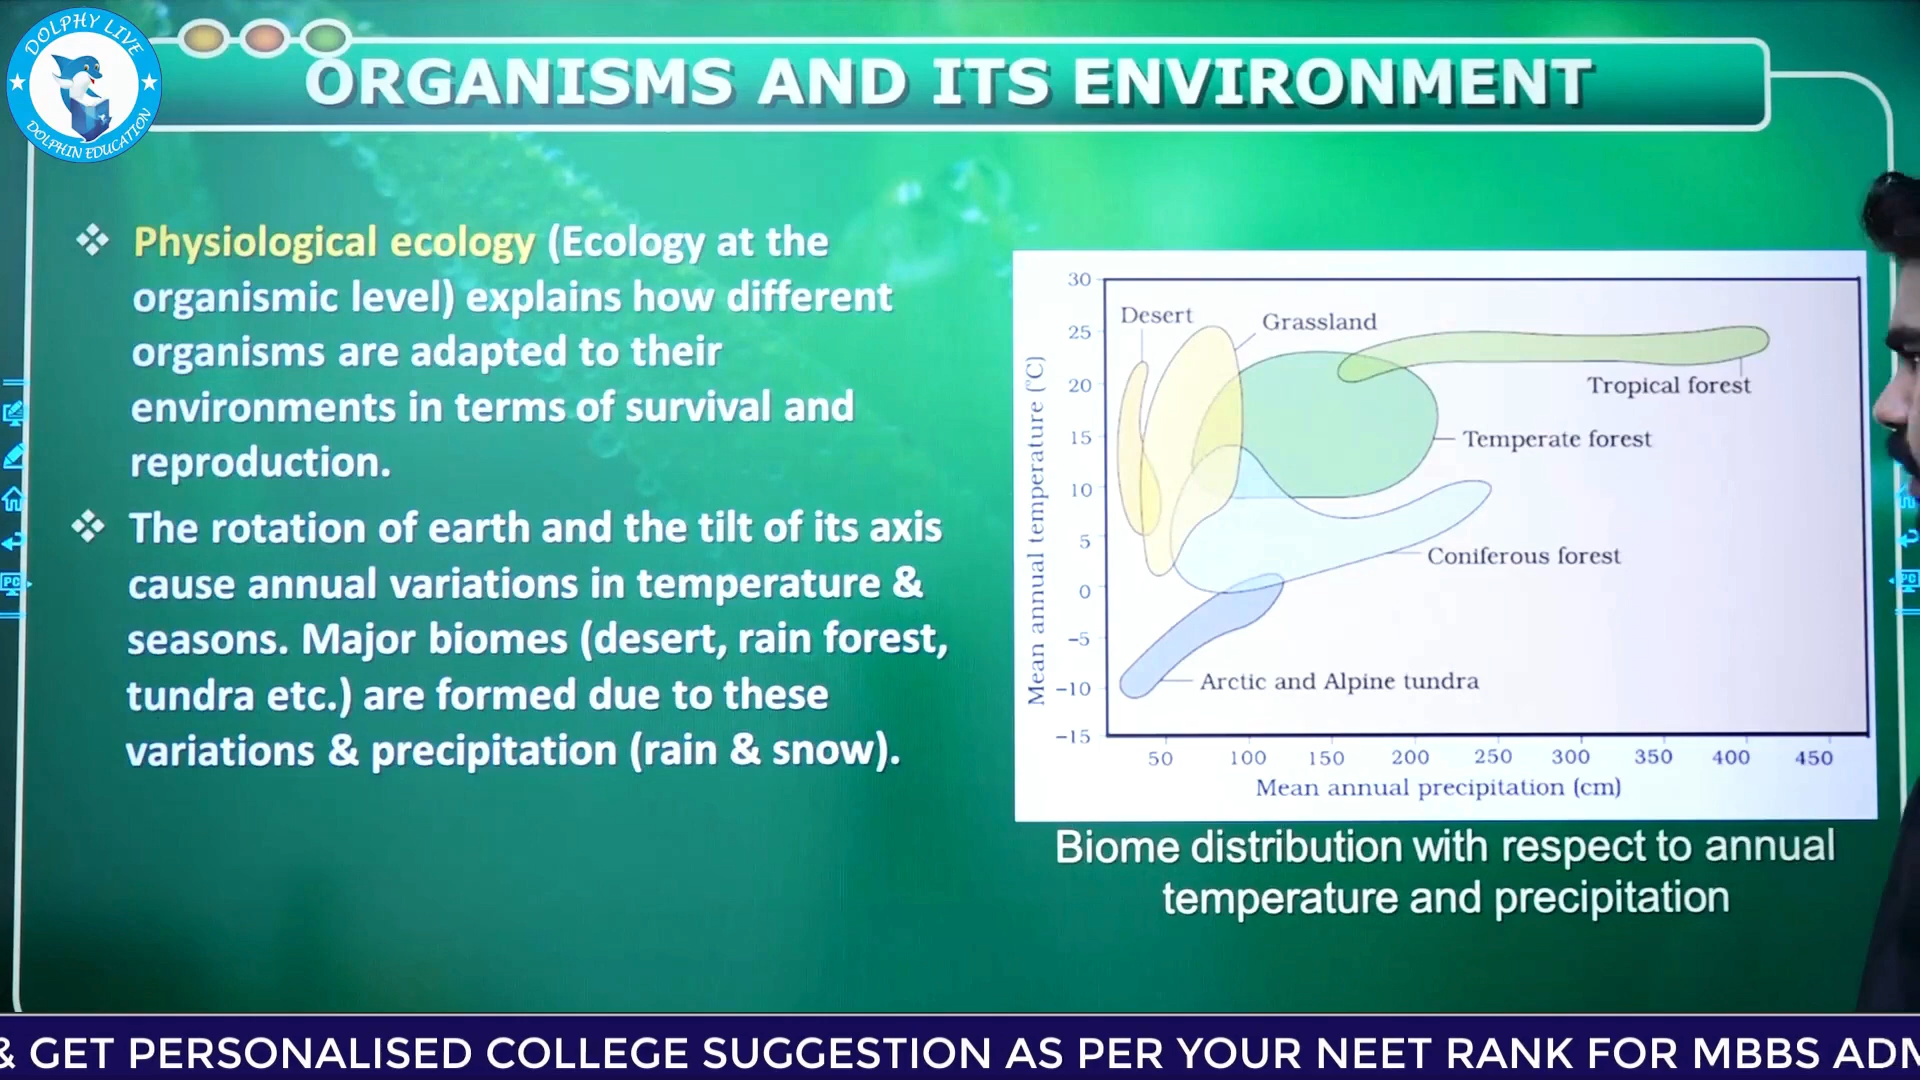 DOLPHY LIVE
DOLPHIN EDUCATION
ORGANISMS AND ITS ENVIRONMENT
❖ Physiological ecology (Ecology at the
organismic level) explains how different
organisms are adapted to their
environments in terms of survival and
reproduction.
❖ The rotation of earth and the tilt of its axis
cause annual variations in temperature &
seasons. Major biomes (desert, rain forest,
tundra etc.) are formed due to these
variations & precipitation (rain & snow).
Mean annual temperature (°C)
30
25
20
15
10
5
0
−5
−10
−15
Desert
Grassland
Tropical forest
Temperate forest
Coniferous forest
Arctic and Alpine tundra
50 100 150 200 250 300 350 400 450
Mean annual precipitation (cm)
Biome distribution with respect to annual
temperature and precipitation
PC
PC
& GET PERSONALISED COLLEGE SUGGESTION AS PER YOUR NEET RANK FOR MBBS ADM